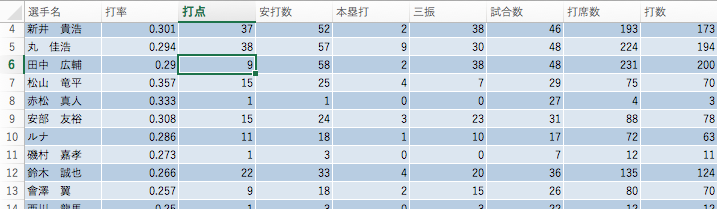 選手名 打率 打点 安打数 本塁打 三振 試合数 打席数 打数
4 新井 貴浩 0.301 37 52 2 38 46 193 173
5 丸 佳浩 0.294 38 57 9 30 48 224 194
6 田中 広輔 0.29 9 58 2 38 48 231 200
7 松山 竜平 0.357 15 25 4 7 29 75 70
8 赤松 真人 0.333 1 1 0 0 27 4 3
9 安部 友裕 0.308 15 24 3 23 31 88 78
10 ルナ 0.286 11 18 1 10 17 72 63
11 磯村 嘉孝 0.273 1 3 0 0 7 12 11
12 鈴木 誠也 0.266 22 33 4 20 36 135 124
13 會澤 翼 0.257 9 18 2 15 26 80 70
14 西川 龍馬 0.25 1 3 0 3 22 12 12